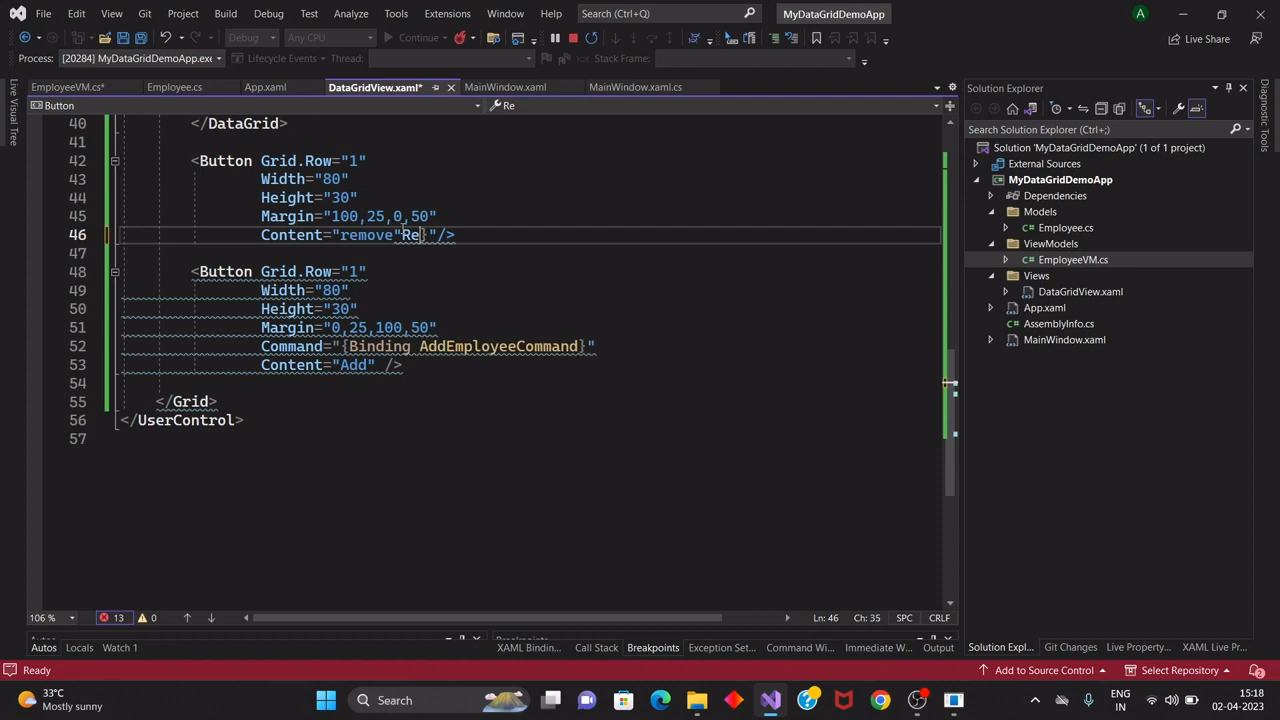 File Edit View Git Project Build Debug Test Analyze Tools Extensions Window Help Search (Ctrl+Q) MyDataGridDemoApp A
Debug Any CPU Continue Live Share
Process: [20284] MyDataGridDemoApp.exe Lifecycle Events Thread: Stack Frame:
EmployeeVM.cs* Employee.cs App.xaml DataGridView.xaml* MainWindow.xaml MainWindow.xaml.cs
Button Re
Live Visual Tree
40 </DataGrid>
41
42 <Button Grid.Row="1"
43 Width="80"
44 Height="30"
45 Margin="100,25,0,50"
46 Content="remove"Re}"/>
47
48 <Button Grid.Row="1"
49 Width="80"
50 Height="30"
51 Margin="0,25,100,50"
52 Command="{Binding AddEmployeeCommand}"
53 Content="Add" />
54
55 </Grid>
56 </UserControl>
57
106 % 13 0 Ln: 46 Ch: 35 SPC CRLF
Autos
Breakpoints
Autos Locals Watch 1 XAML Bindin... Call Stack Breakpoints Exception Set... Command Wi... Immediate W... Output
Solution Explorer
Search Solution Explorer (Ctrl+;)
Solution 'MyDataGridDemoApp' (1 of 1 project)
External Sources
MyDataGridDemoApp
Dependencies
Models
Employee.cs
ViewModels
EmployeeVM.cs
Views
DataGridView.xaml
App.xaml
AssemblyInfo.cs
MainWindow.xaml
Solution Expl... Git Changes Live Property... XAML Live Pr...
Diagnostic Tools
Ready Add to Source Control Select Repository
33°C
Mostly sunny
Search
ENG
IN
15:18
02-04-2023